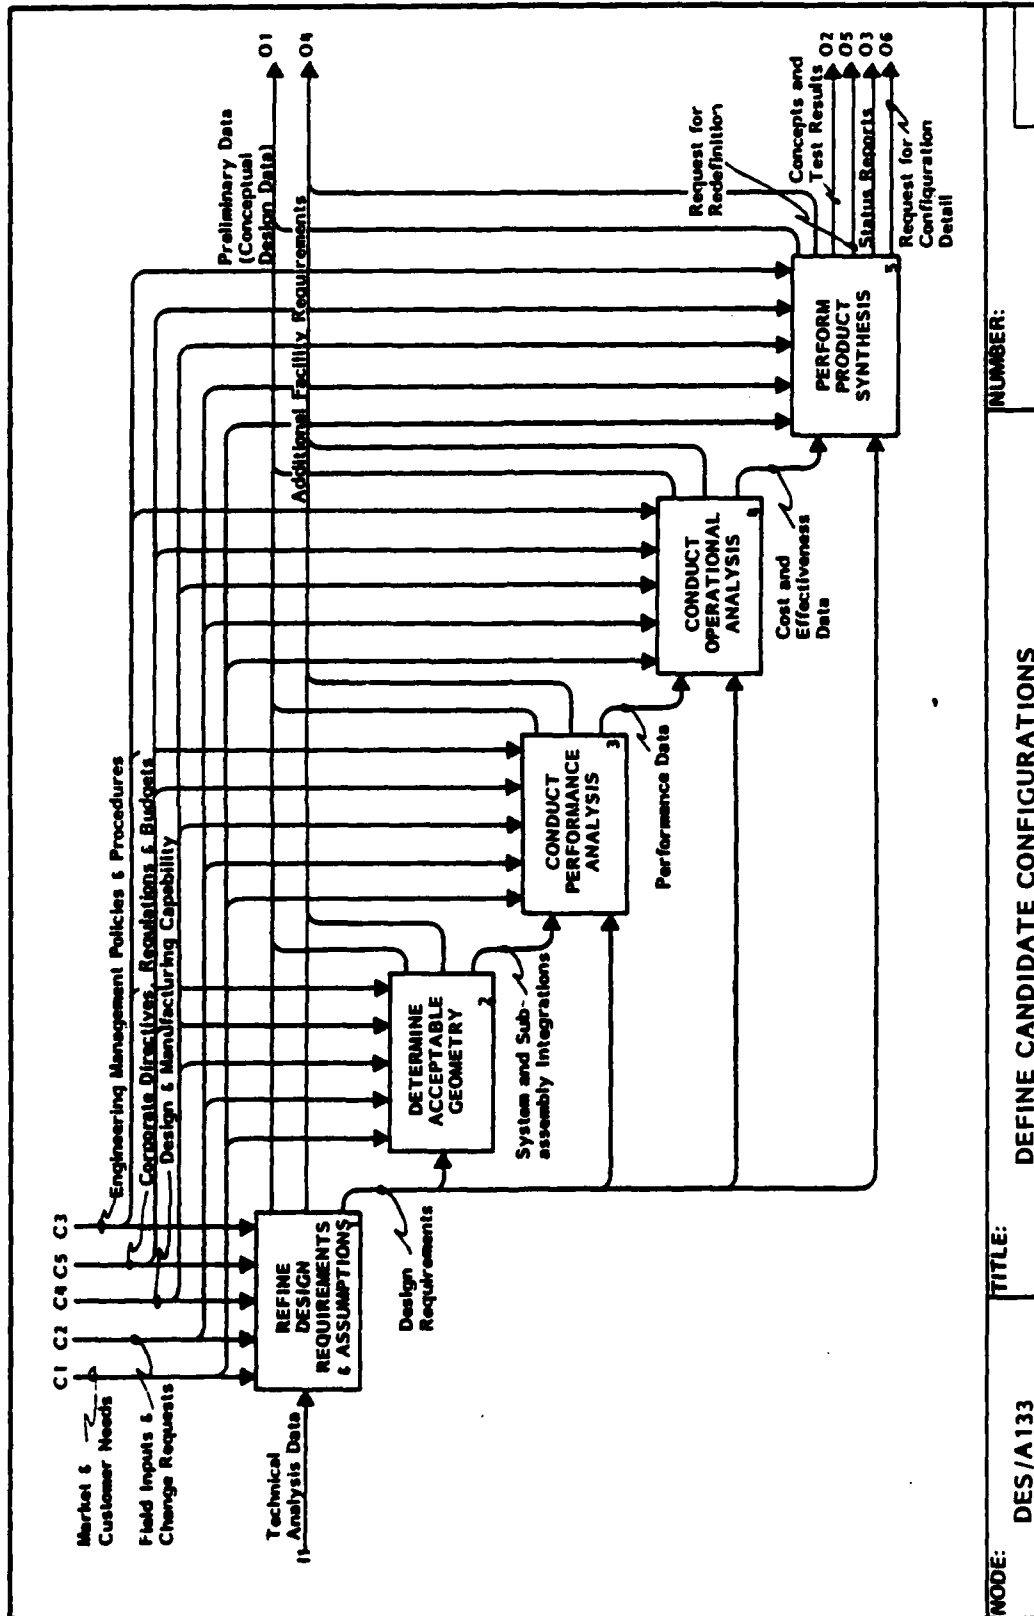 C1 C2 C4 C5 C3
Market &
Customer Needs
Field Inputs &
Change Requests
Engineering Management Policies & Procedures
Corporate Directives, Regulations & Budgets
Design & Manufacturing Capability
Technical
Analysis Data
I1
REFINE
DESIGN
REQUIREMENTS
& ASSUMPTIONS
1
Design
Requirements
DETERMINE
ACCEPTABLE
GEOMETRY
2
System and Sub-
assembly Integrations
CONDUCT
PERFORMANCE
ANALYSIS
3
Performance Data
CONDUCT
OPERATIONAL
ANALYSIS
4
Cost and
Effectiveness
Data
PERFORM
PRODUCT
SYNTHESIS
5
Preliminary Data
(Conceptual
Design Data)
O1
Additional Facility Requirements
O4
Request for
Redefinition
Concepts and
Test Results
O2
O5
Status Reports
O3
O6
Request for
Configuration
Detail
NODE:
DES/A133
TITLE:
DEFINE CANDIDATE CONFIGURATIONS
NUMBER: